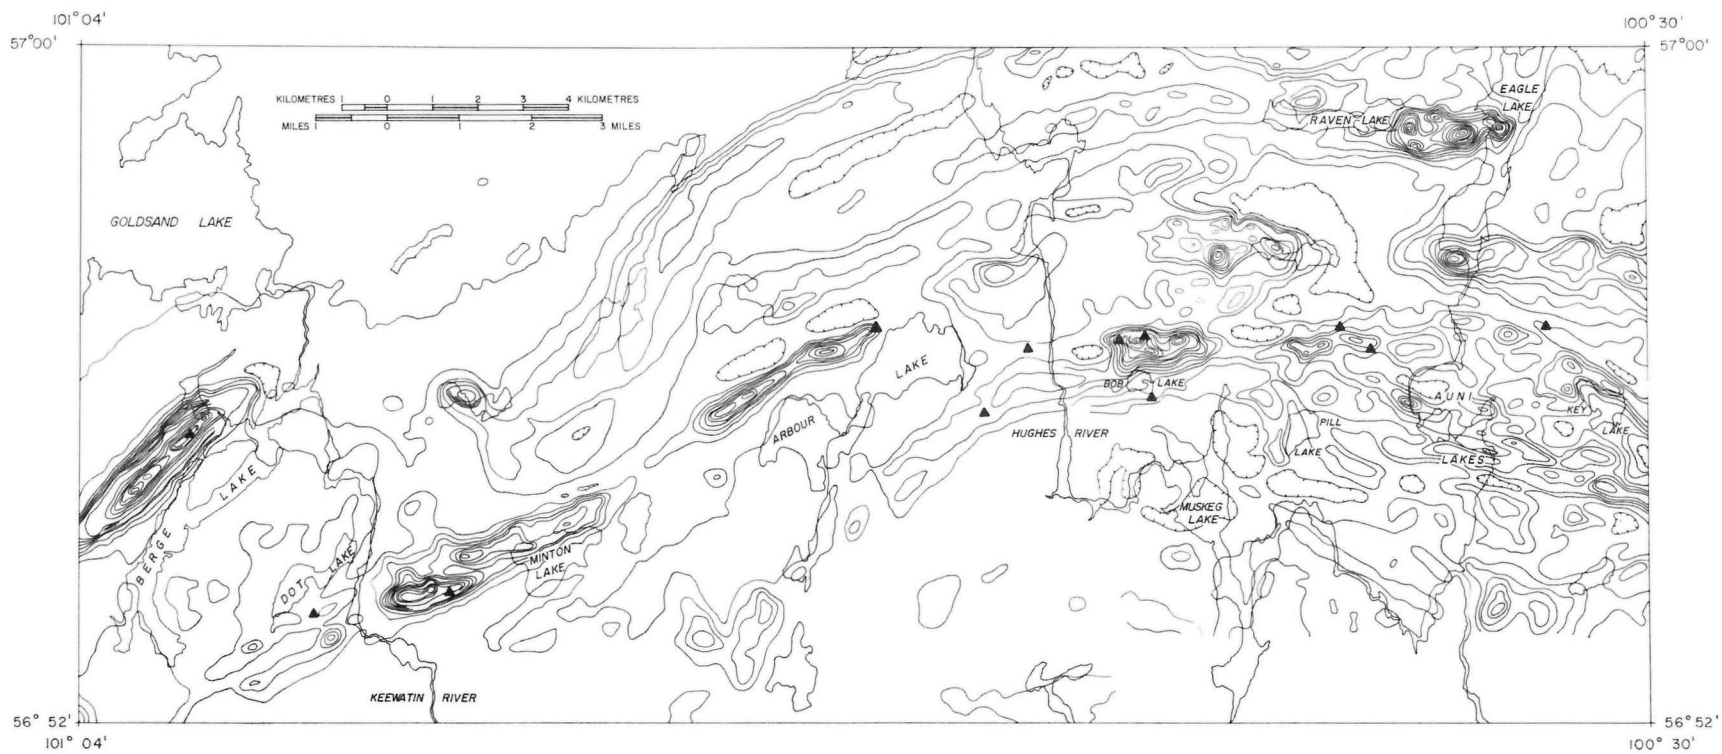 101° 04'
100° 30'
57° 00'
57° 00'
KILOMETRES 1 0 1 2 3 4 KILOMETRES
MILES 1 0 1 2 3 MILES
EAGLE
LAKE
RAVEN LAKE
GOLDSAND LAKE
LAKE
ARBOUR
BOB LAKE
HUGHES RIVER
PILL
LAKE
AUNI
LAKES
KEY
LAKE
MUSKEG
LAKE
BERGE LAKE
DOT LAKE
MINTON
LAKE
KEEWATIN RIVER
56° 52'
56° 52'
101° 04'
100° 30'